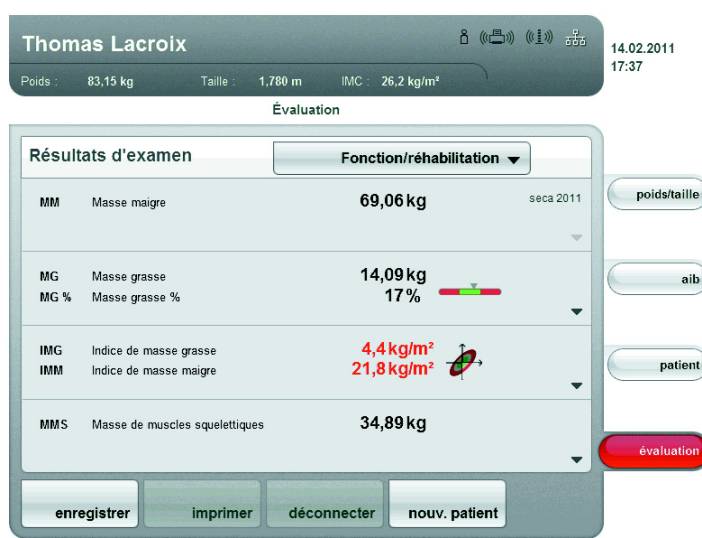 Thomas Lacroix
14.02.2011
17:37
Poids : 83,15 kg Taille : 1,780 m IMC : 26,2 kg/m²
Évaluation
Résultats d'examen
Fonction/réhabilitation
MM Masse maigre 69,06 kg seca 2011
MG Masse grasse 14,09 kg
MG % Masse grasse % 17 %
IMG Indice de masse grasse 4,4 kg/m²
IMM Indice de masse maigre 21,8 kg/m²
MMS Masse de muscles squelettiques 34,89 kg
poids/taille
aib
patient
évaluation
enregistrer imprimer déconnecter nouv. patient